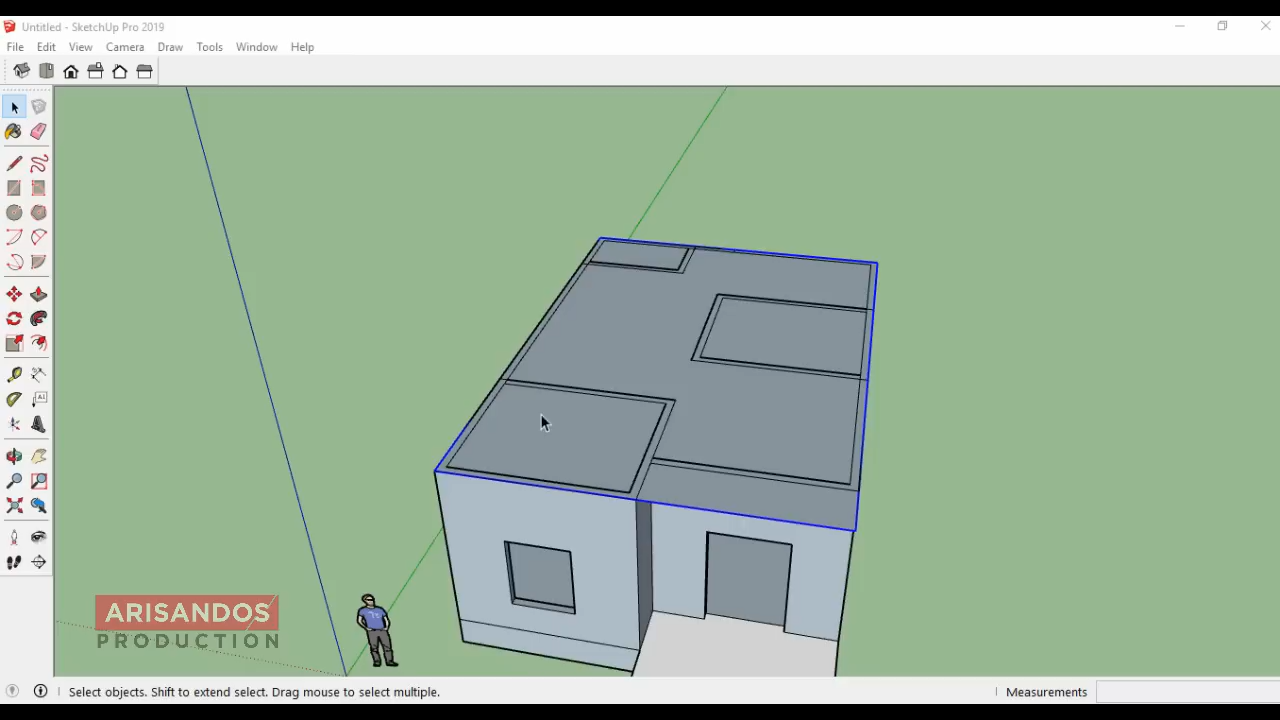 Untitled - SketchUp Pro 2019
File Edit View Camera Draw Tools Window Help
A1
ARISANDOS
PRODUCTION
Select objects. Shift to extend select. Drag mouse to select multiple.
Measurements